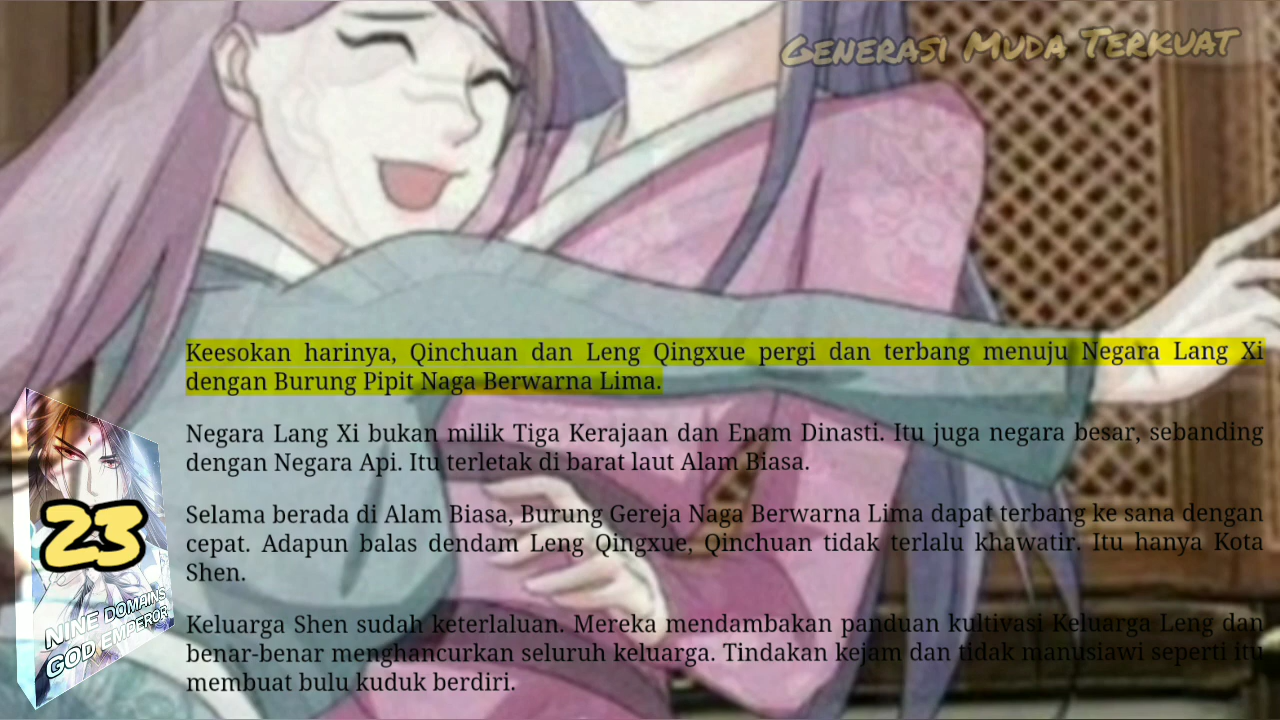 Generasi Muda Terkuat
Keesokan harinya, Qinchuan dan Leng Qingxue pergi dan terbang menuju Negara Lang Xi
dengan Burung Pipit Naga Berwarna Lima.
Negara Lang Xi bukan milik Tiga Kerajaan dan Enam Dinasti. Itu juga negara besar, sebanding
dengan Negara Api. Itu terletak di barat laut Alam Biasa.
Selama berada di Alam Biasa, Burung Gereja Naga Berwarna Lima dapat terbang ke sana dengan
cepat. Adapun balas dendam Leng Qingxue, Qinchuan tidak terlalu khawatir. Itu hanya Kota
Shen.
Keluarga Shen sudah keterlaluan. Mereka mendambakan panduan kultivasi Keluarga Leng dan
benar-benar menghancurkan seluruh keluarga. Tindakan kejam dan tidak manusiawi seperti itu
membuat bulu kuduk berdiri.
23
NINE DOMAINS
GOD EMPEROR